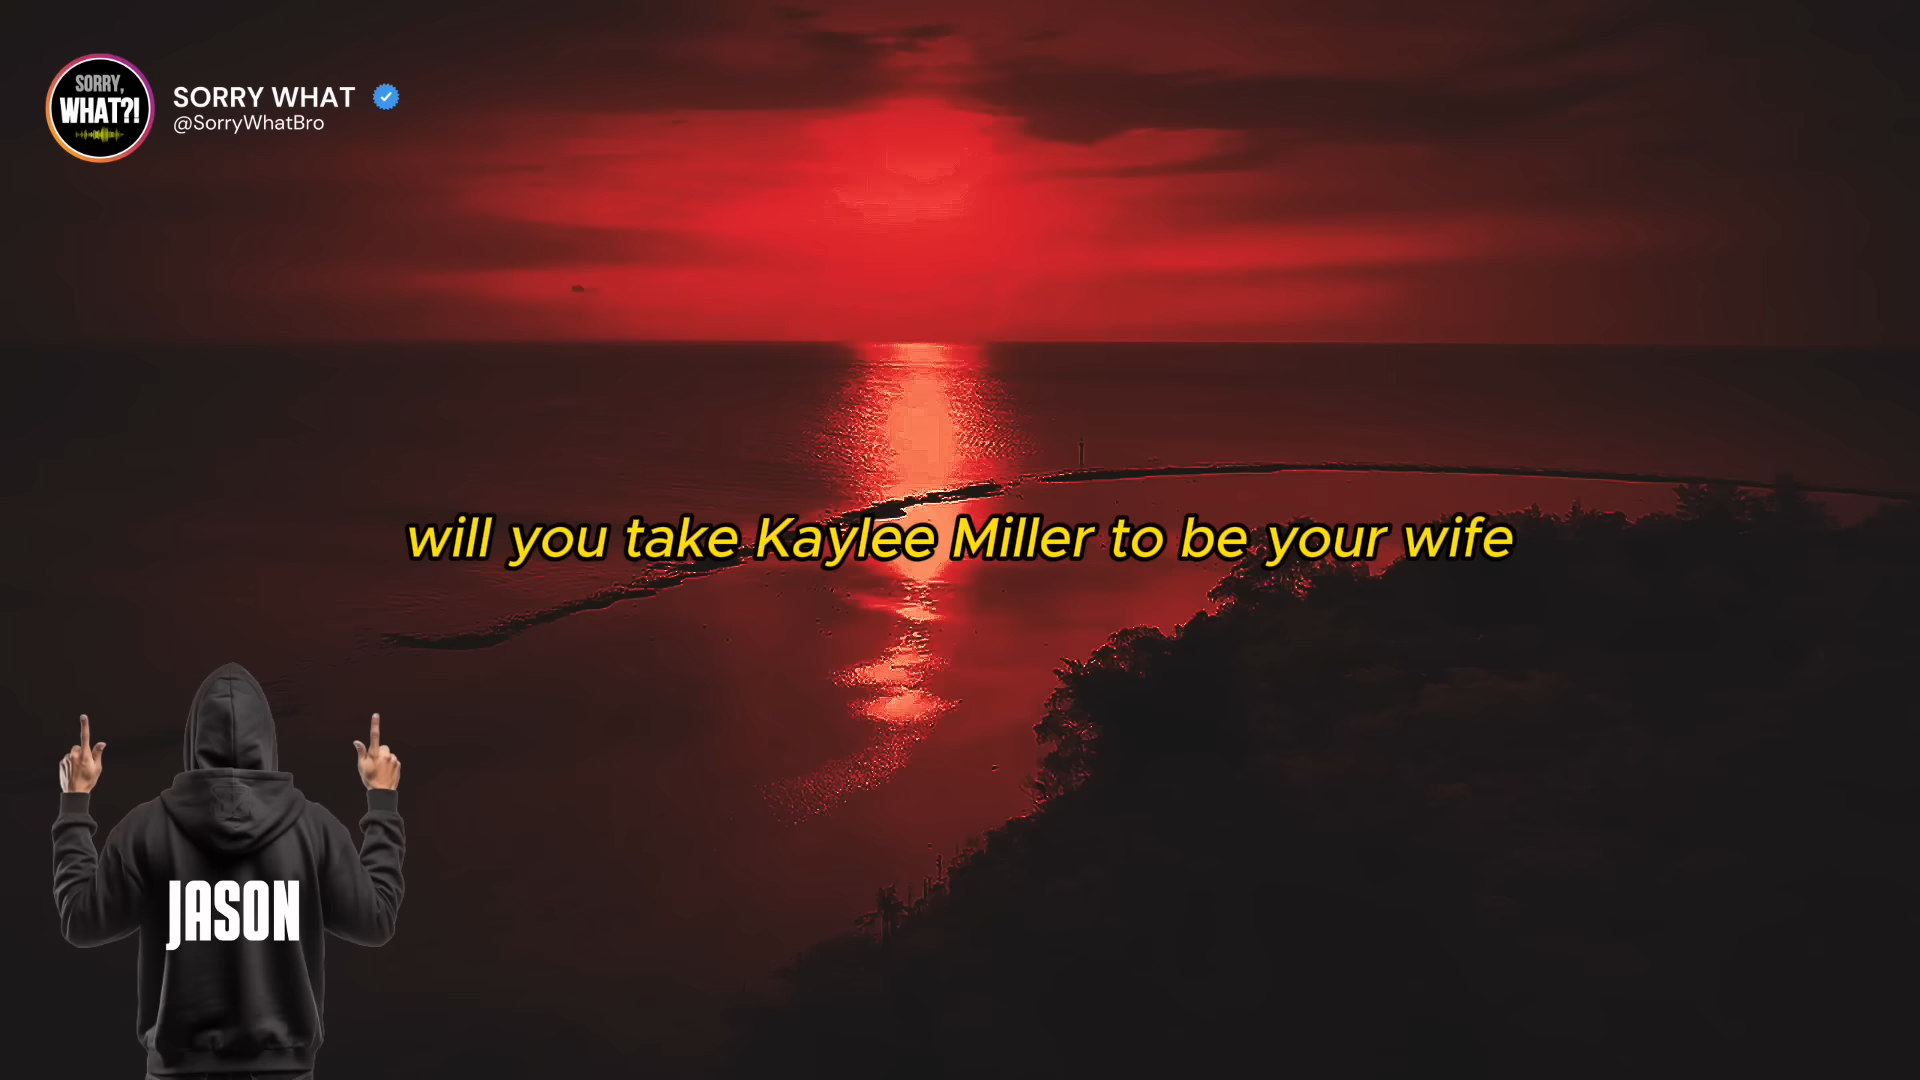 SORRY,
WHAT?!
SORRY WHAT
@SorryWhatBro
will you take Kaylee Miller to be your wife
JASON